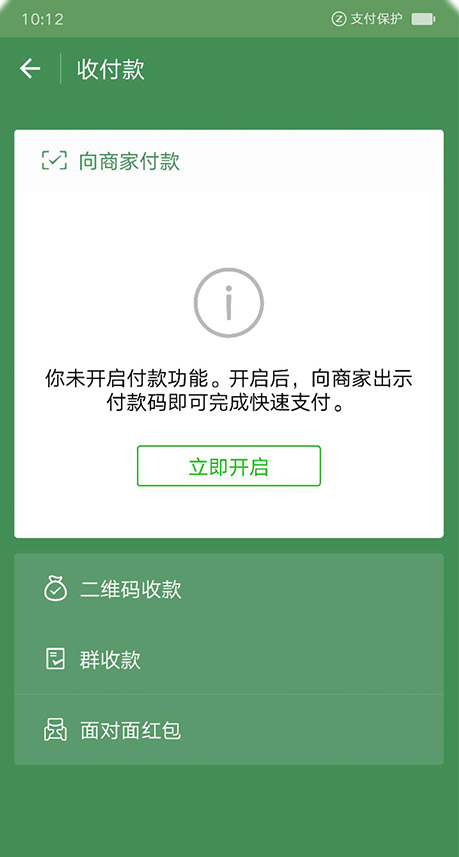 10:12
支付保护
收付款
向商家付款
你未开启付款功能。开启后，向商家出示
付款码即可完成快速支付。
立即开启
二维码收款
群收款
面对面红包